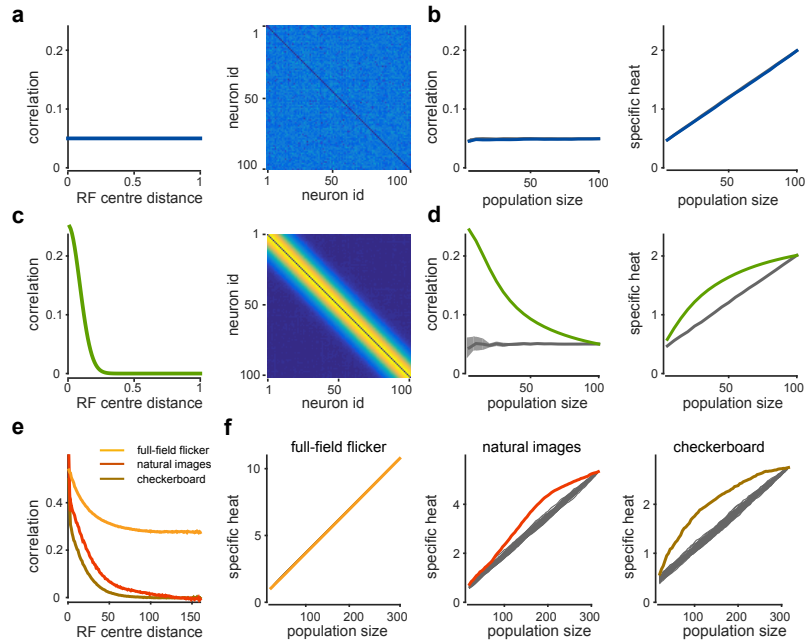 a
0.2
0.1
0
correlation
0
1
RF centre distance
1
50
100
neuron id
1
50
100
neuron id
b
0.2
0.1
0
correlation
50
100
population size
2
1
0
specific heat
50
100
population size
c
0.2
0.1
0
correlation
0
1
RF centre distance
1
50
100
neuron id
1
50
100
neuron id
d
0.2
0.1
0
correlation
50
100
population size
2
1
0
specific heat
50
100
population size
e
full-field flicker
natural images
checkerboard
0.4
0.2
0
correlation
0
50
100
150
RF centre distance
f
full-field flicker
10
5
0
specific heat
100
200
300
population size
natural images
4
2
0
specific heat
100
200
300
population size
checkerboard
2
1
0
specific heat
100
200
300
population size